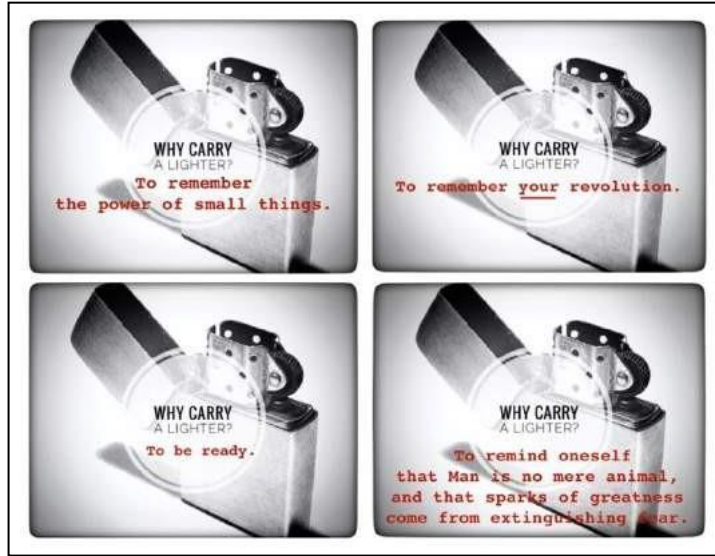 WHY CARRY
A LIGHTER?
To remember
the power of small things.
WHY CARRY
A LIGHTER?
To remember your revolution.
WHY CARRY
A LIGHTER?
To be ready.
WHY CARRY
A LIGHTER?
To remind oneself
that Man is no mere animal,
and that sparks of greatness
come from extinguishing fear.